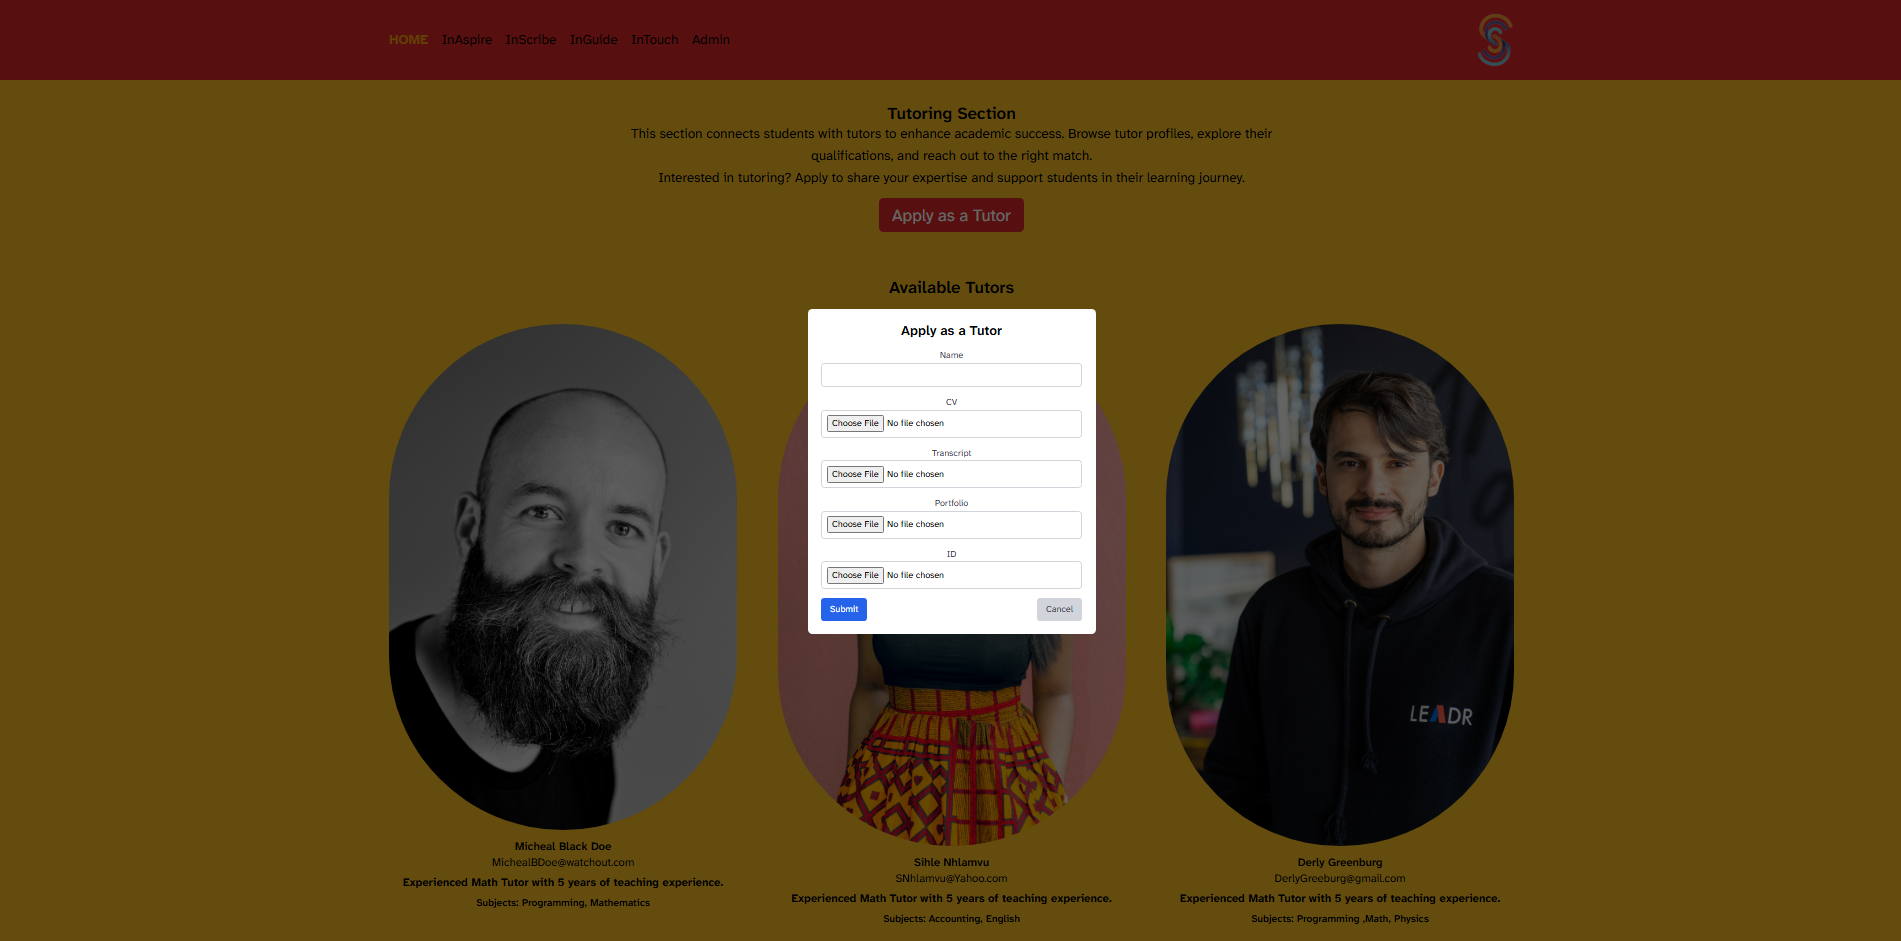 HOME InAspire InScribe InGuide InTouch Admin
Tutoring Section
This section connects students with tutors to enhance academic success. Browse tutor profiles, explore their
qualifications, and reach out to the right match.
Interested in tutoring? Apply to share your expertise and support students in their learning journey.
Apply as a Tutor
Available Tutors
Apply as a Tutor
Name
CV
Choose File No file chosen
Transcript
Choose File No file chosen
Portfolio
Choose File No file chosen
ID
Choose File No file chosen
Submit Cancel
LEADR
Micheal Black Doe
MichealBDoe@watchout.com
Experienced Math Tutor with 5 years of teaching experience.
Subjects: Programming, Mathematics
Sihle Nhlamvu
SNhlamvu@Yahoo.com
Experienced Math Tutor with 5 years of teaching experience.
Subjects: Accounting, English
Derly Greenburg
DerlyGreeburg@gmail.com
Experienced Math Tutor with 5 years of teaching experience.
Subjects: Programming ,Math, Physics